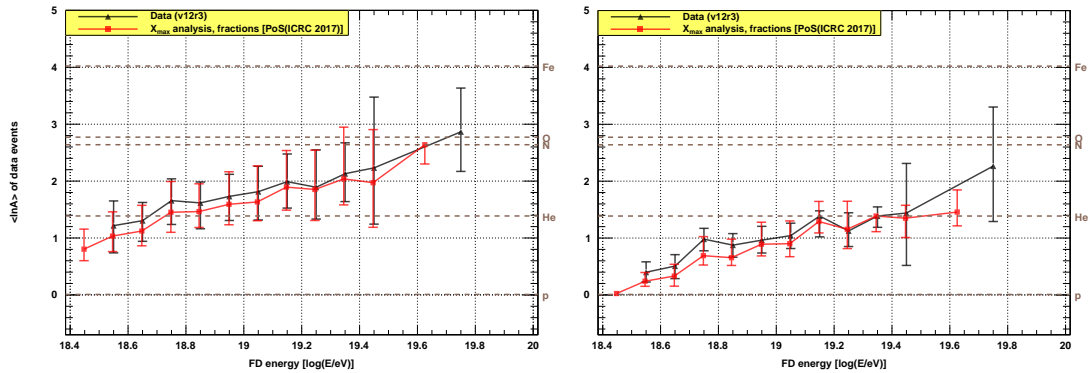 Data (v12r3)
Xmax analysis, fractions [PoS(ICRC 2017)]
<lnA> of data events
5
4
3
2
1
0
Fe
O
N
He
p
18.4 18.6 18.8 19 19.2 19.4 19.6 19.8 20
FD energy [log(E/eV)]
Data (v12r3)
Xmax analysis, fractions [PoS(ICRC 2017)]
5
4
3
2
1
0
Fe
O
N
He
p
18.4 18.6 18.8 19 19.2 19.4 19.6 19.8 20
FD energy [log(E/eV)]